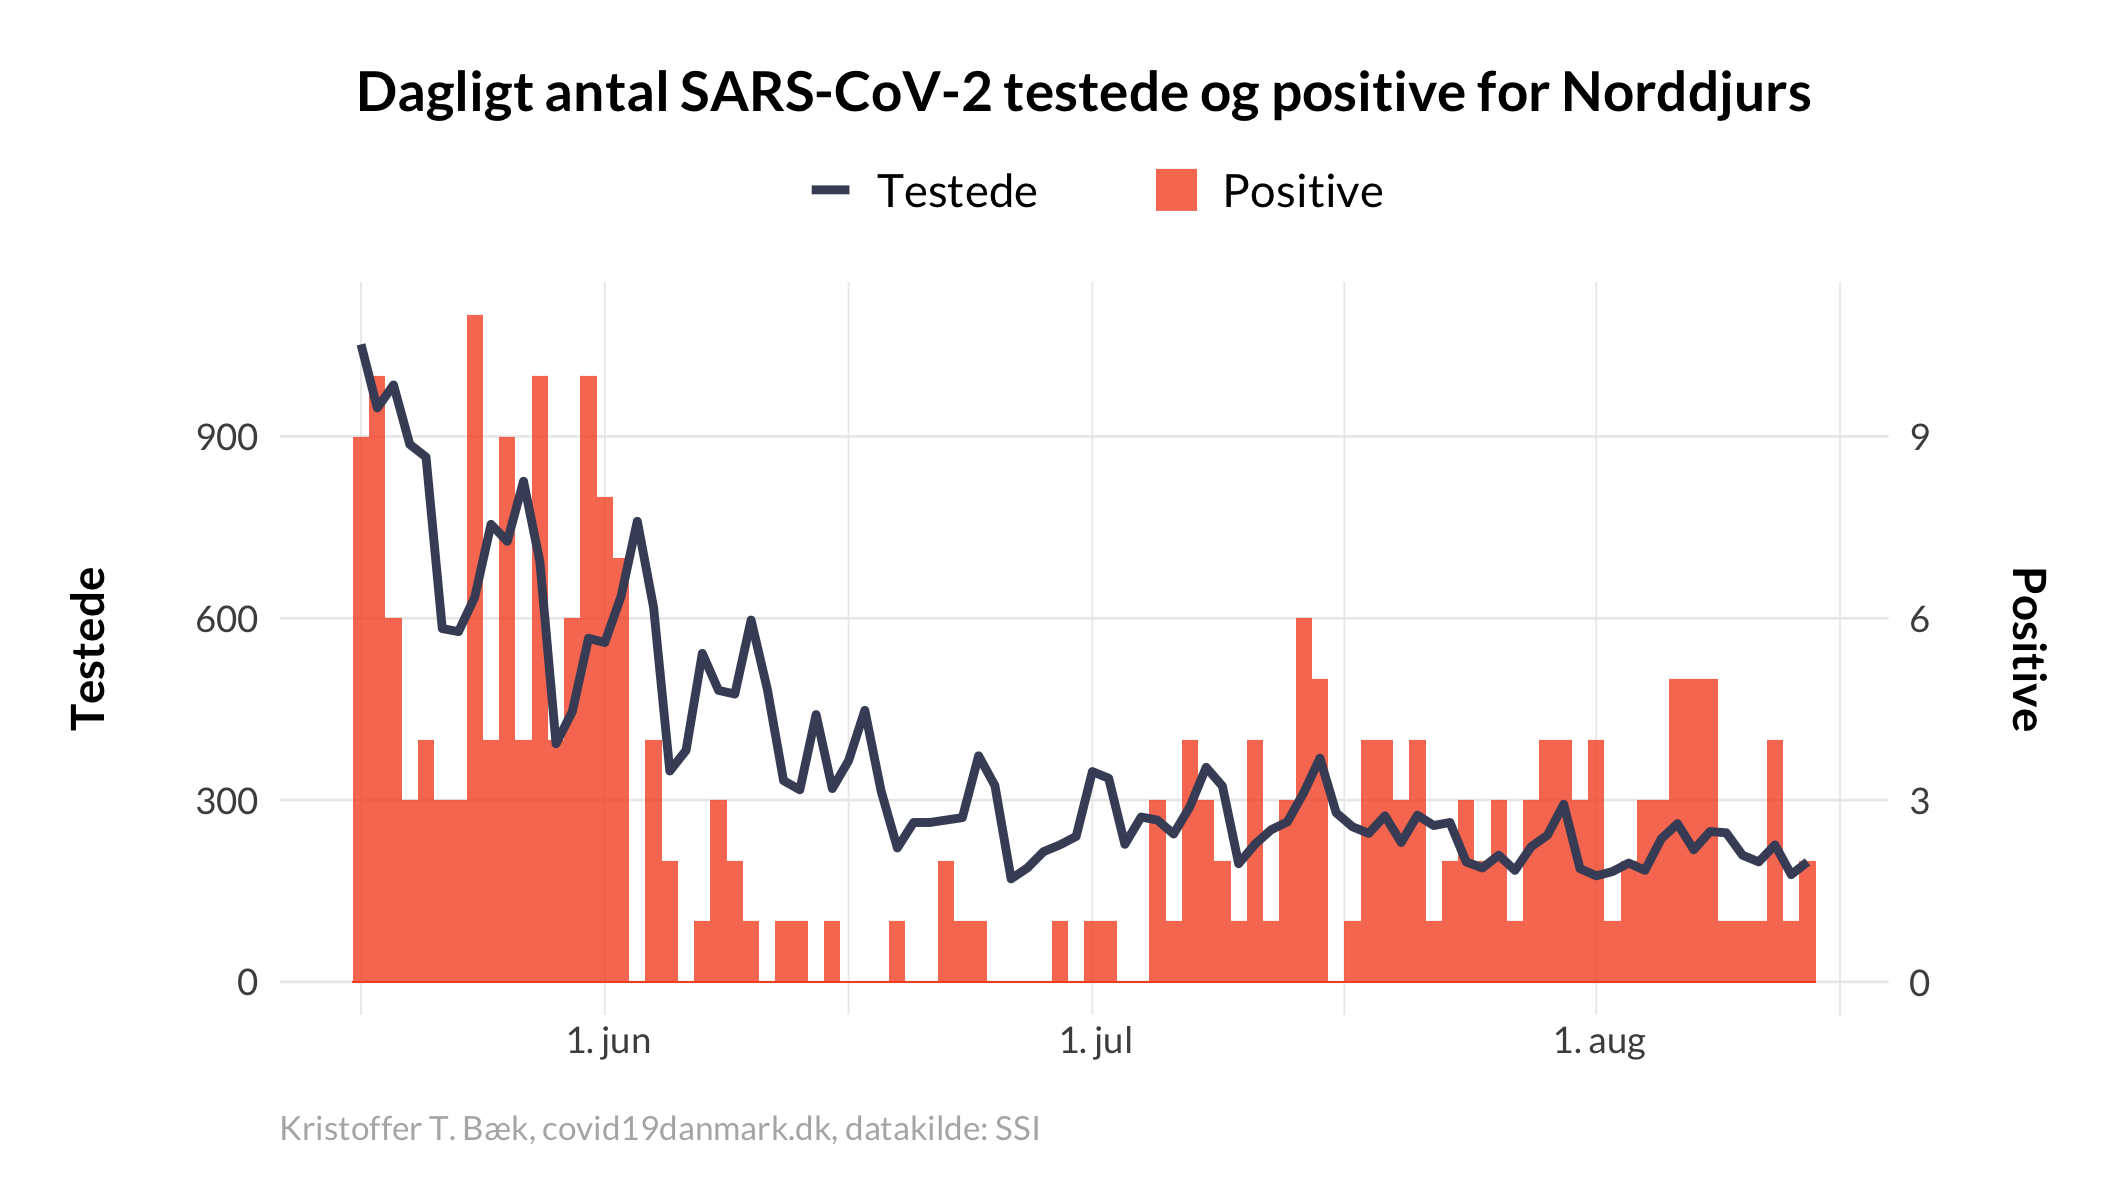 Dagligt antal SARS-CoV-2 testede og positive for Norddjurs
Testede
Positive
900
600
300
0
Testede
9
6
3
0
Positive
1. jun
1. jul
1. aug
Kristoffer T. Bæk, covid19danmark.dk, datakilde: SSI